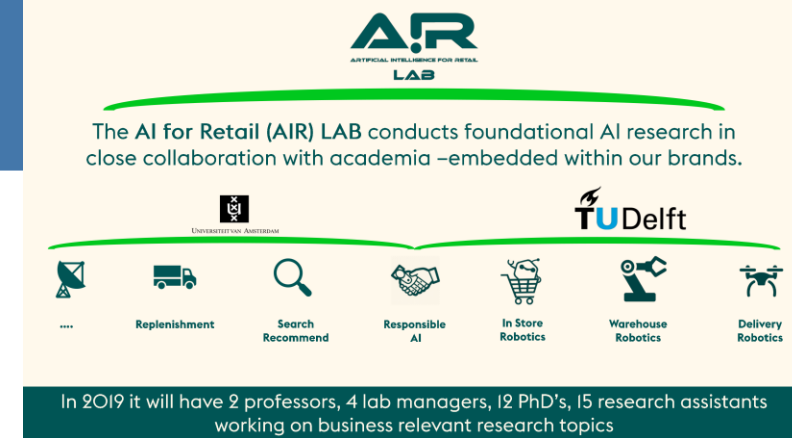 A!R
ARTIFICIAL INTELLIGENCE FOR RETAIL
LAB
The AI for Retail (AIR) LAB conducts foundational AI research in
close collaboration with academia –embedded within our brands.
UNIVERSITEIT VAN AMSTERDAM
TUDelft
....
Replenishment
Search
Recommend
Responsible
AI
In Store
Robotics
Warehouse
Robotics
Delivery
Robotics
In 2019 it will have 2 professors, 4 lab managers, 12 PhD's, 15 research assistants
working on business relevant research topics